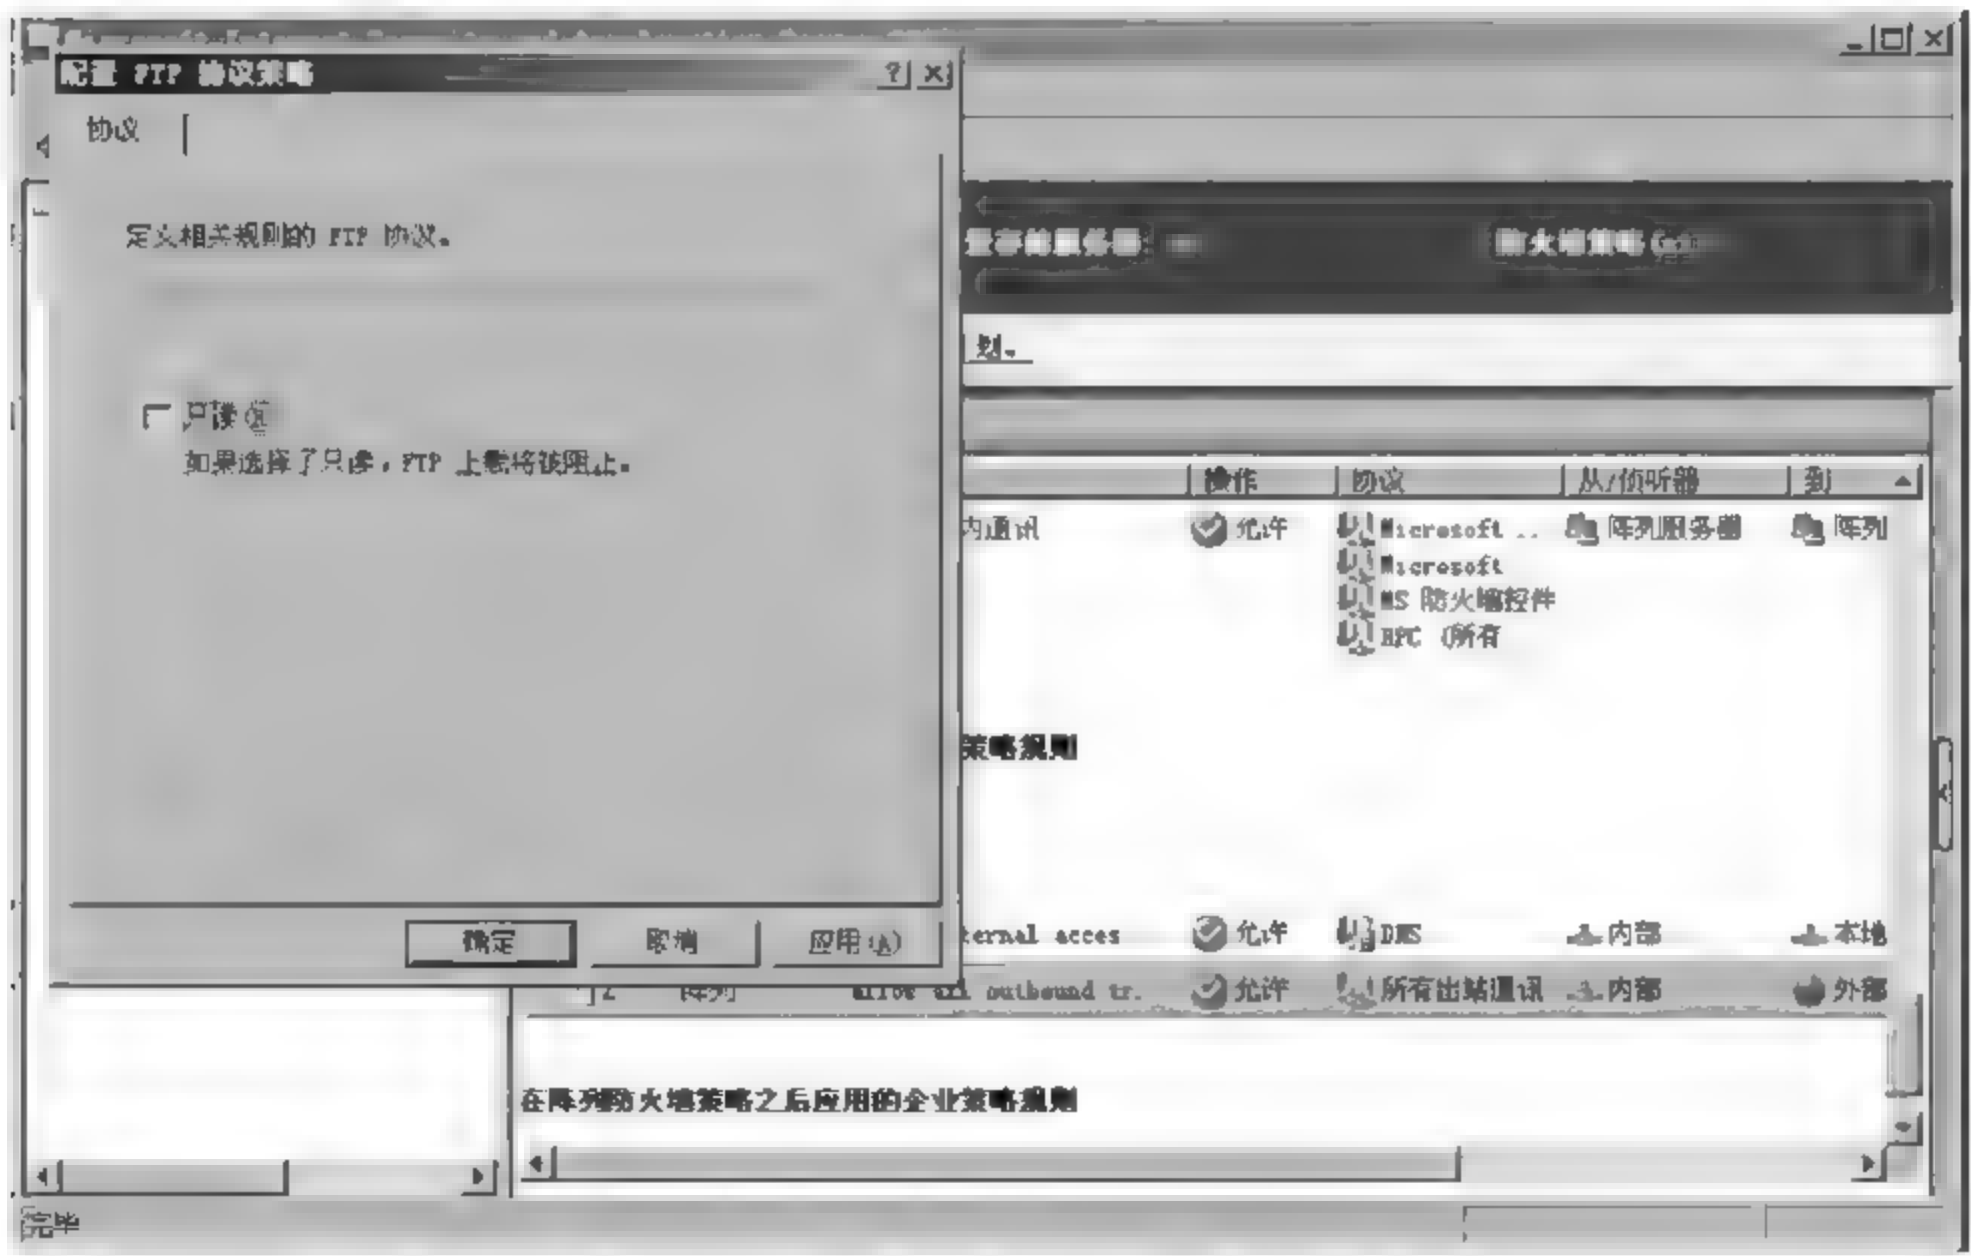 配置 FTP 协议策略
协议
定义相关规则的 FTP 协议。
防火墙策略
划。
只读(R)
如果选择了只读，FTP 上载将被阻止。
操作 协议 从/侦听器 到
内通讯 允许 Microsoft .. 阵列服务器 阵列
Microsoft
MS 防火墙控件
RPC (所有
策略规则
确定 取消 应用(A)
ternal acces 允许 DNS 内部 本地
2 阵列 allow all outbound tr. 允许 所有出站通讯 内部 外部
在阵列防火墙策略之后应用的企业策略规则
完毕